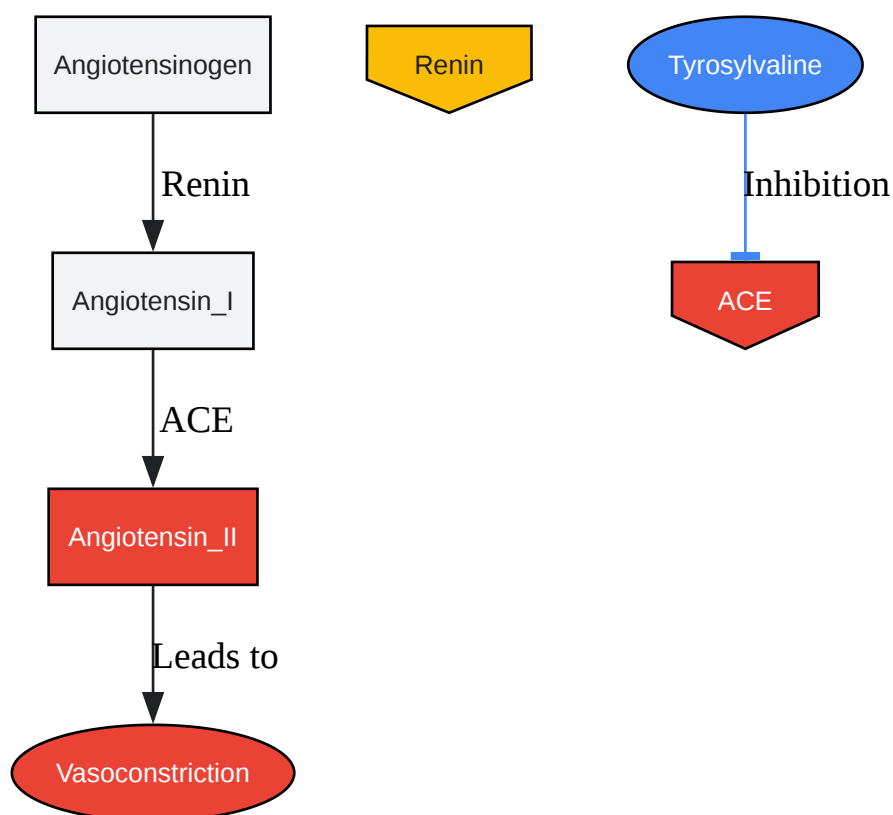 Angiotensinogen
Renin
Tyrosylvaline
Renin
Inhibition
Angiotensin_I
ACE
ACE
Angiotensin_II
Leads to
Vasoconstriction